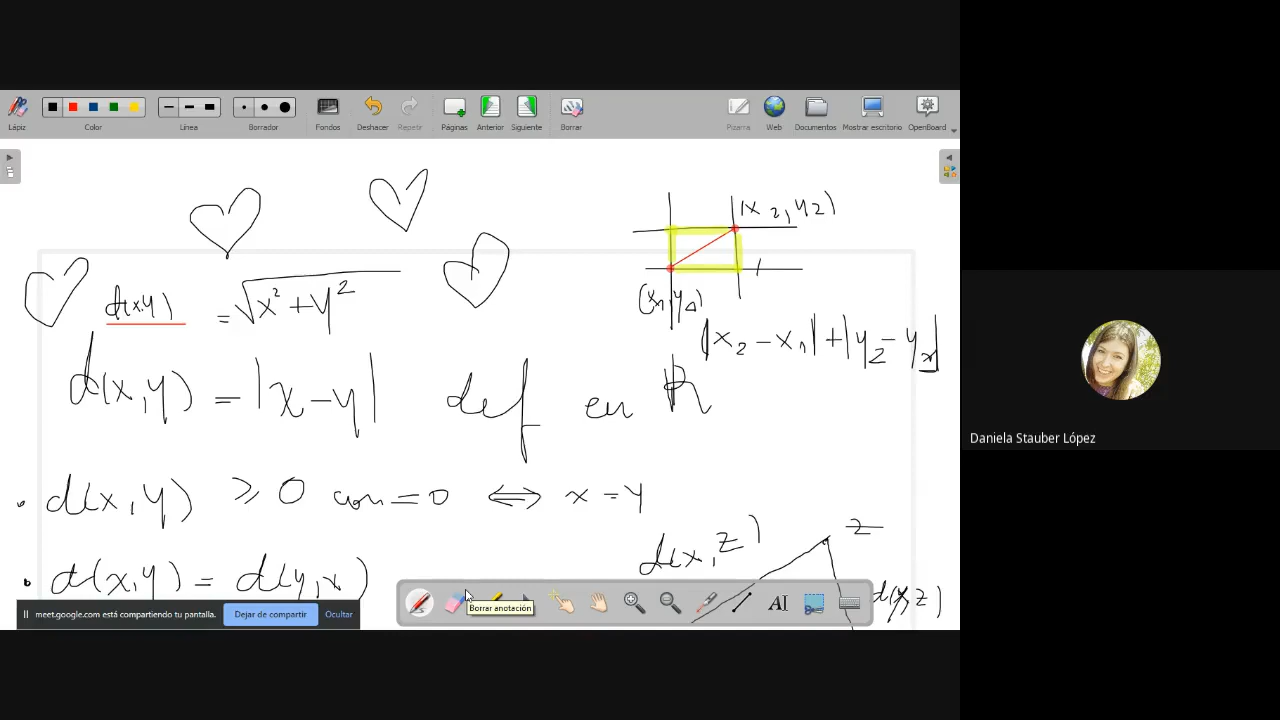 Lápiz Color Línea Borrador Fondos Deshacer Repetir Páginas Anterior Siguiente Borrar Pizarra Web Documentos Mostrar escritorio OpenBoard
(x₂, y₂)
(x₁, y₁)
d(x,y) = √x² + y²
|x₂ - x₁| + |y₂ - y₁|
d(x,y) = |x - y| def en ℝ
• d(x,y) ≥ 0 con = 0 ⟺ x = y
d(x,z) z
• d(x,y) = d(y,x)
d(y,z)
AI
Borrar anotación
meet.google.com está compartiendo tu pantalla. Dejar de compartir Ocultar
Daniela Stauber López